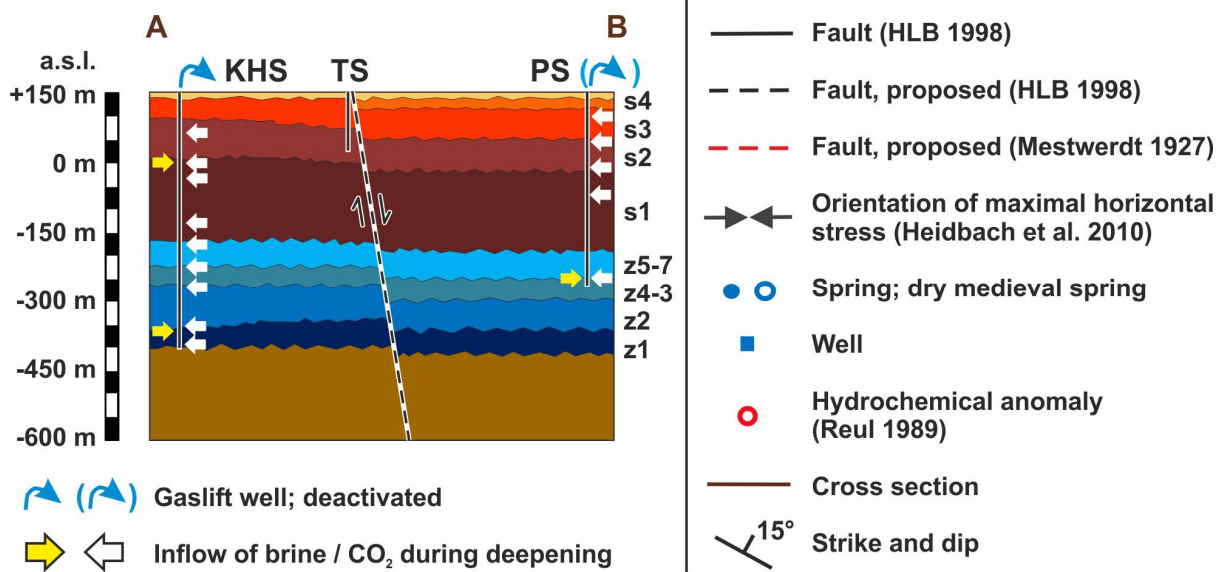 A
B
a.s.l.
KHS
TS
PS
( )
+150 m
0 m
-150 m
-300 m
-450 m
-600 m
s4
s3
s2
s1
z5-7
z4-3
z2
z1
( ) Gaslift well; deactivated
Inflow of brine / CO₂ during deepening
Fault (HLB 1998)
Fault, proposed (HLB 1998)
Fault, proposed (Mestwerdt 1927)
Orientation of maximal horizontal
stress (Heidbach et al. 2010)
Spring; dry medieval spring
Well
Hydrochemical anomaly
(Reul 1989)
Cross section
15°
Strike and dip